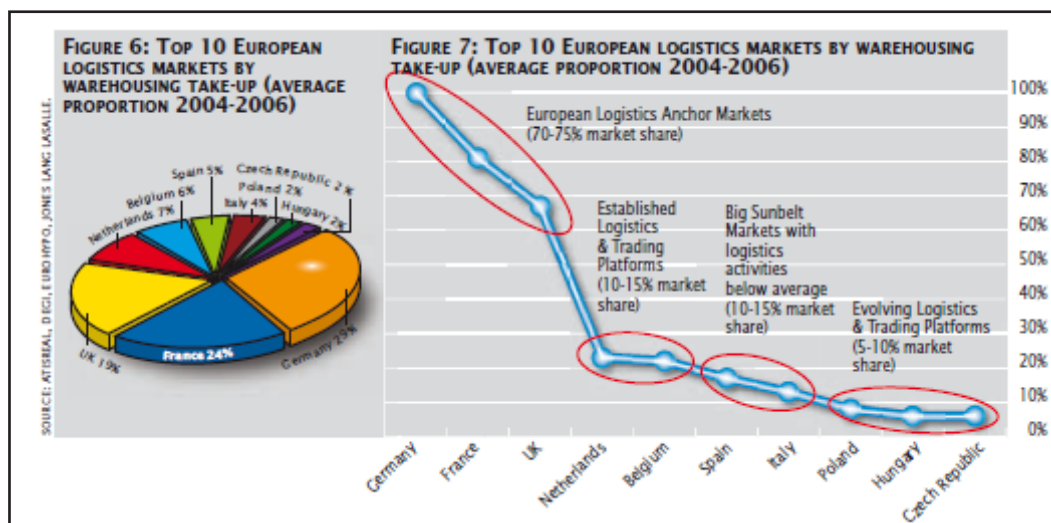 FIGURE 6: TOP 10 EUROPEAN
LOGISTICS MARKETS BY
WAREHOUSING TAKE-UP (AVERAGE
PROPORTION 2004-2006)
SOURCE: ATISREAL, DEGI, EUROHYPO, JONES LANG LASALLE.
Spain 5%
Czech Republic 2%
Belgium 6%
Poland 2%
Netherlands 7%
Italy 4%
Hungary 2%
UK 19%
France 24%
Germany 29%
FIGURE 7: TOP 10 EUROPEAN LOGISTICS MARKETS BY WAREHOUSING
TAKE-UP (AVERAGE PROPORTION 2004-2006)
European Logistics Anchor Markets
(70-75% market share)
Established
Logistics
& Trading
Platforms
(10-15% market
share)
Big Sunbelt
Markets with
logistics
activities
below average
(10-15% market
share)
Evolving Logistics
& Trading Platforms
(5-10% market
share)
100%
90%
80%
70%
60%
50%
40%
30%
20%
10%
0%
Germany
France
UK
Netherlands
Belgium
Spain
Italy
Poland
Hungary
Czech Republic